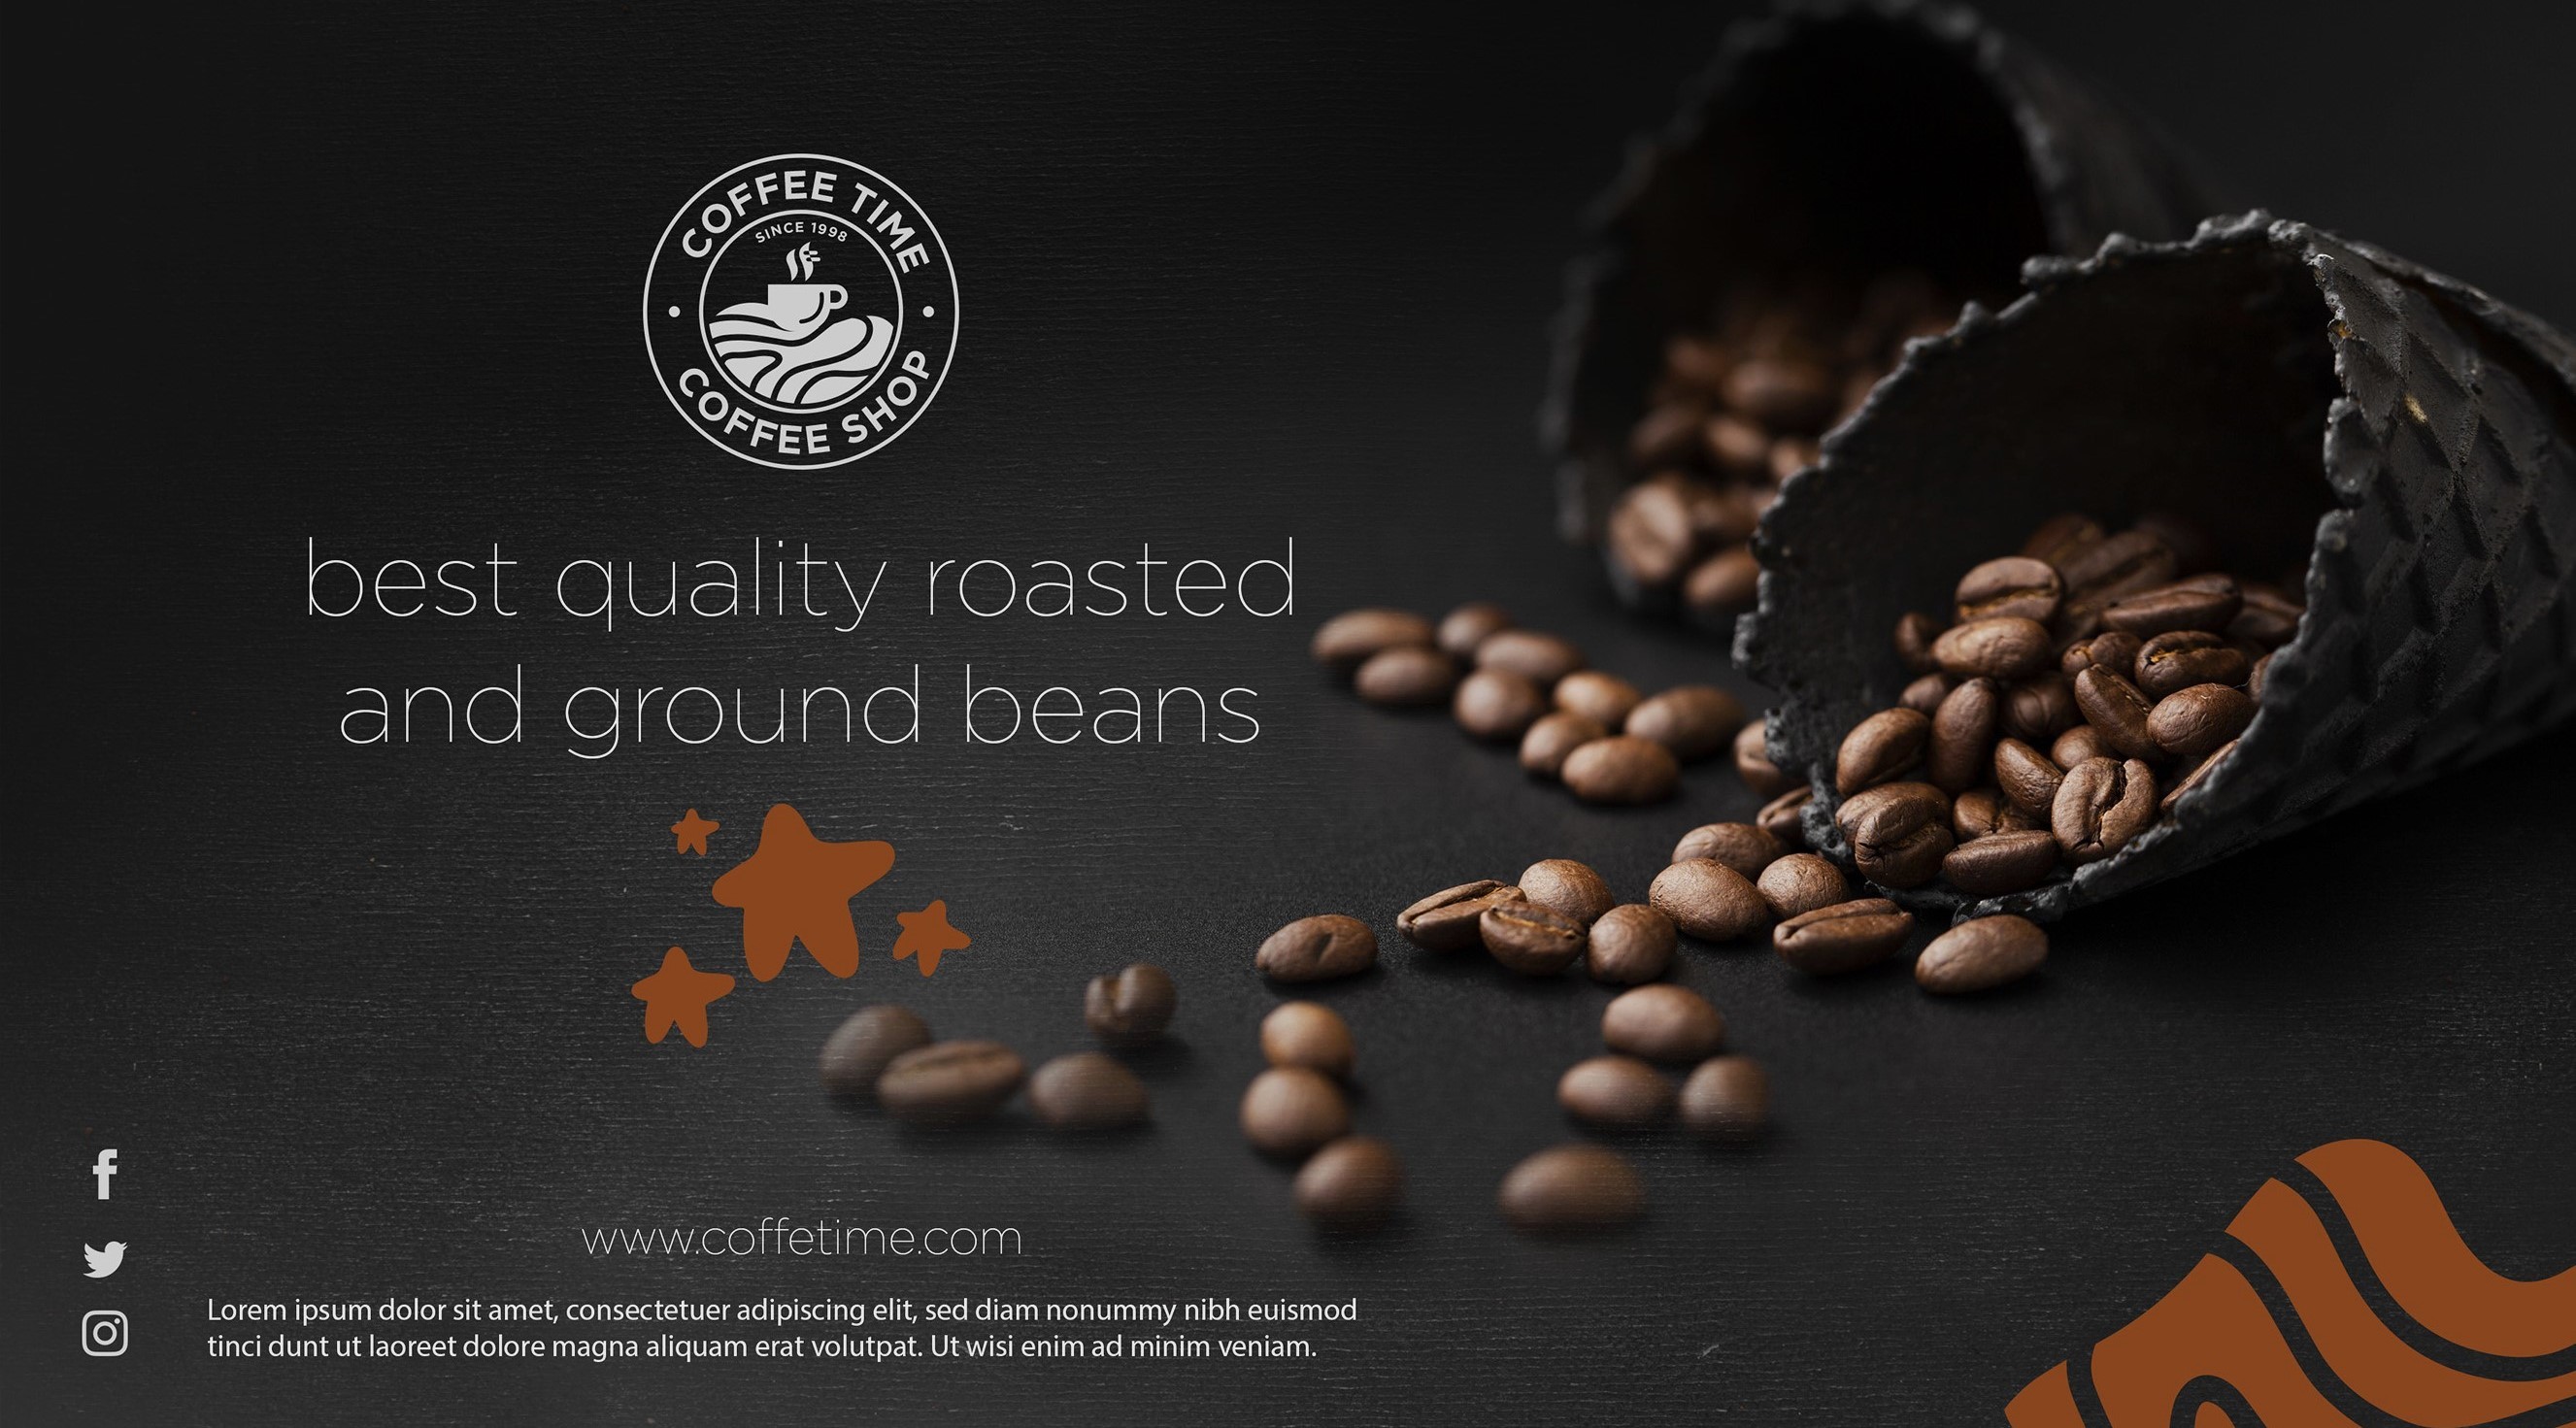 COFFEE TIME
SINCE 1998
COFFEE SHOP
best quality roasted
and ground beans
www.coffetime.com
Lorem ipsum dolor sit amet, consectetuer adipiscing elit, sed diam nonummy nibh euismod
tinci dunt ut laoreet dolore magna aliquam erat volutpat. Ut wisi enim ad minim veniam.